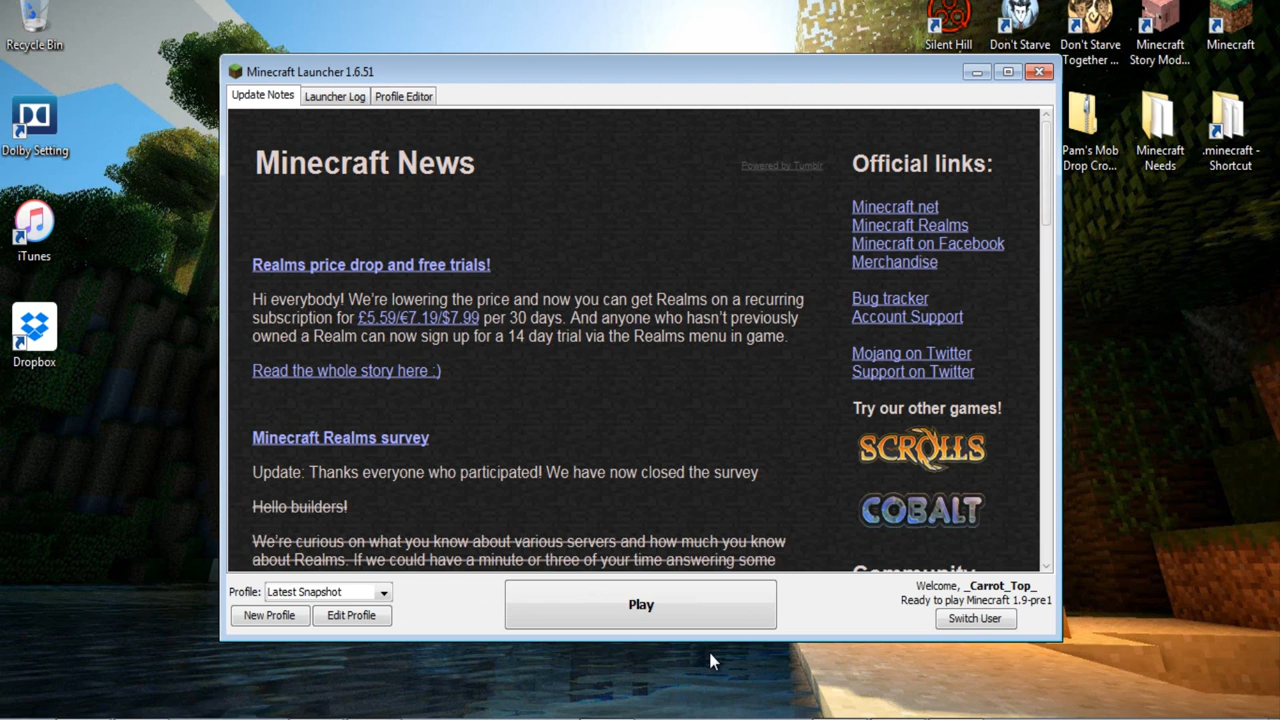 Recycle Bin
Dolby Setting
iTunes
Dropbox
Silent Hill
Don't Starve
Don't Starve
Together ...
Minecraft
Story Mod...
Minecraft
Pam's Mob
Drop Cro...
Minecraft
Needs
.minecraft -
Shortcut
Minecraft Launcher 1.6.51
Update Notes
Launcher Log
Profile Editor
Minecraft News
Powered by Tumblr
Realms price drop and free trials!
Hi everybody! We're lowering the price and now you can get Realms on a recurring
subscription for £5.59/€7.19/$7.99 per 30 days. And anyone who hasn't previously
owned a Realm can now sign up for a 14 day trial via the Realms menu in game.
Read the whole story here :)
Minecraft Realms survey
Update: Thanks everyone who participated! We have now closed the survey
Hello builders!
We're curious on what you know about various servers and how much you know
about Realms. If we could have a minute or three of your time answering some
Official links:
Minecraft.net
Minecraft Realms
Minecraft on Facebook
Merchandise
Bug tracker
Account Support
Mojang on Twitter
Support on Twitter
Try our other games!
SCROLLS
COBALT
Community
Profile: Latest Snapshot
New Profile
Edit Profile
Play
Welcome, _Carrot_Top_
Ready to play Minecraft 1.9-pre1
Switch User